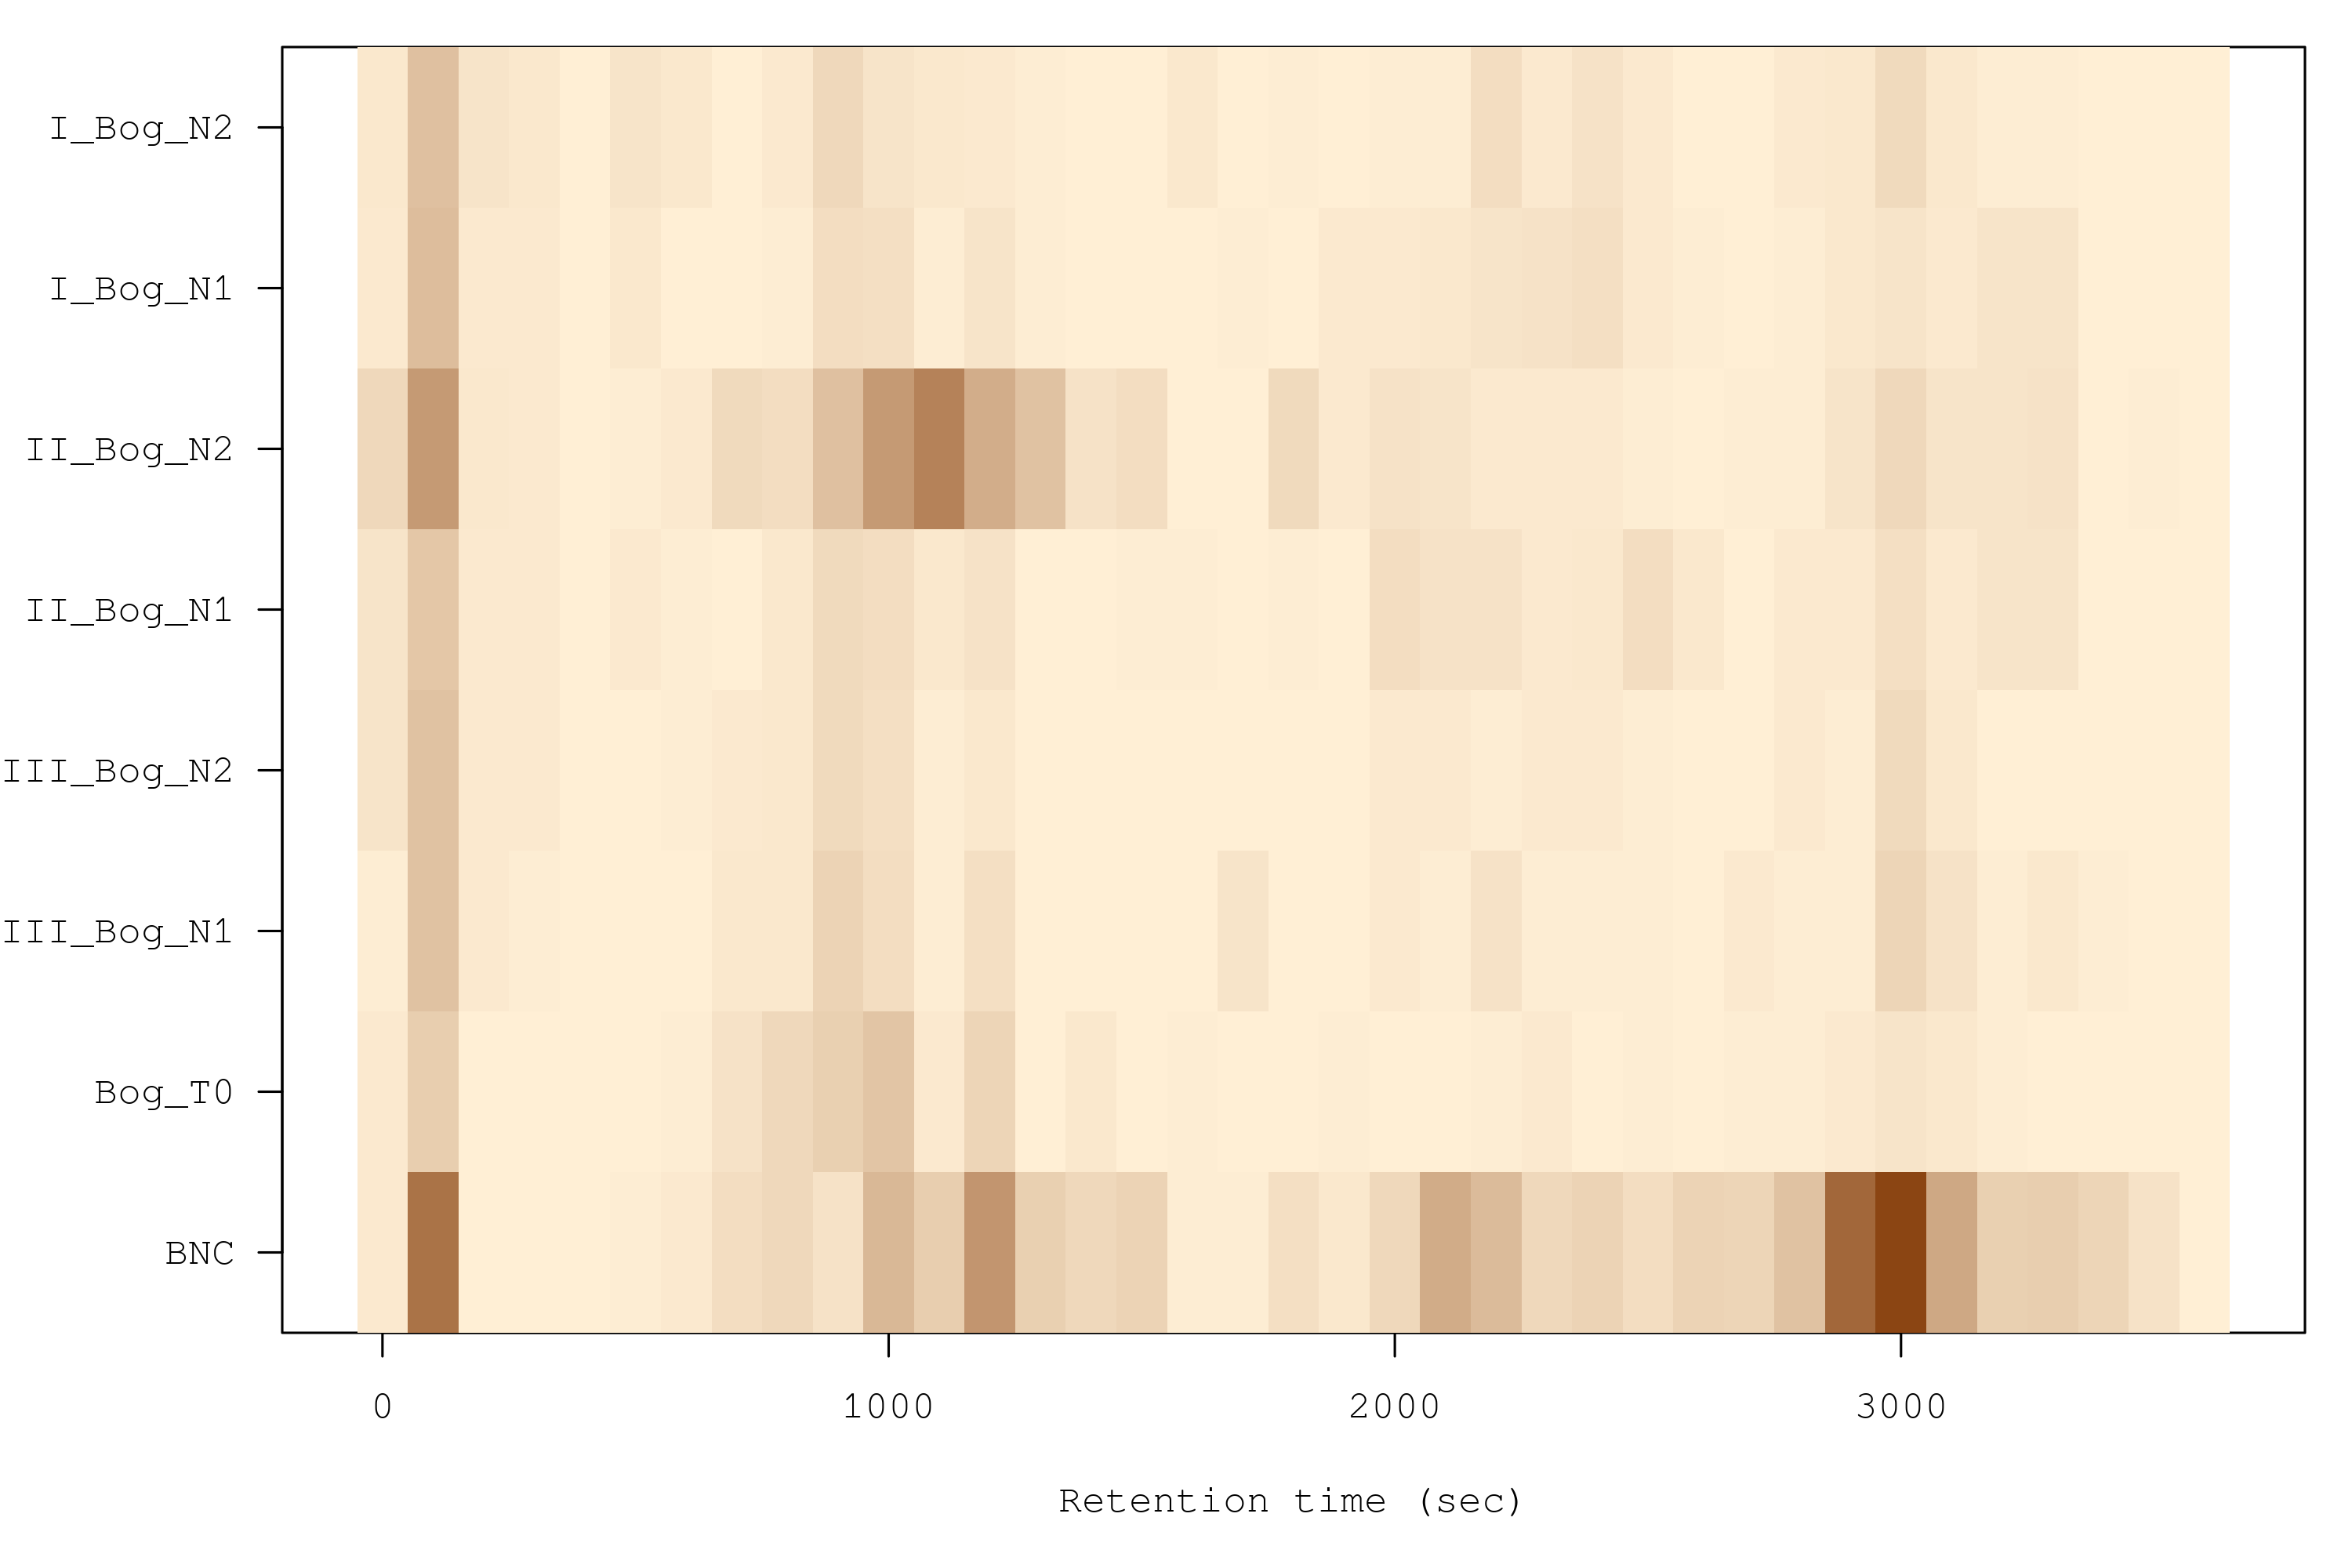 I_Bog_N2
I_Bog_N1
II_Bog_N2
II_Bog_N1
III_Bog_N2
III_Bog_N1
Bog_T0
BNC
0 1000 2000 3000
Retention time (sec)